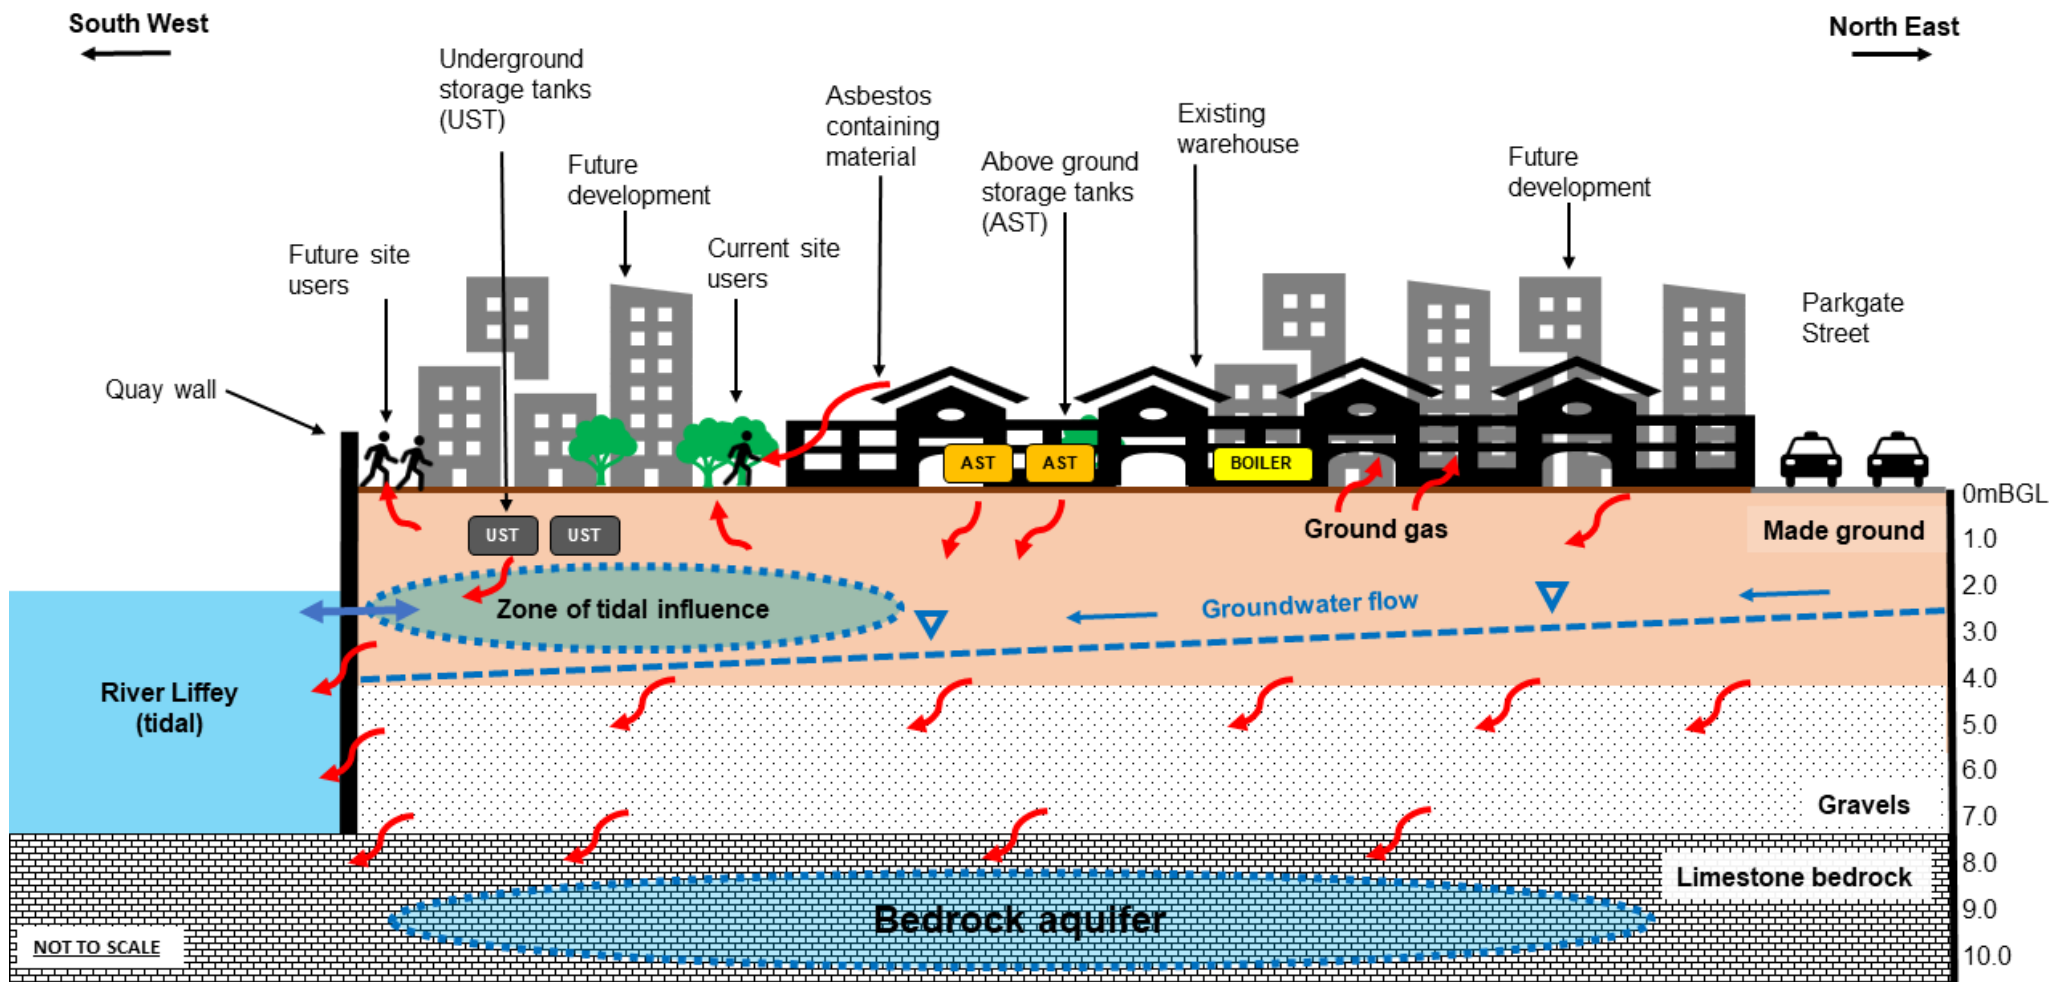 South West
North East
Underground
storage tanks
(UST)
Asbestos
containing
material
Existing
warehouse
Future
development
Above ground
storage tanks
(AST)
Future
development
Future site
users
Current site
users
Parkgate
Street
Quay wall
AST
AST
BOILER
0mBGL
UST
UST
Ground gas
Made ground
1.0
2.0
Zone of tidal influence
Groundwater flow
3.0
4.0
River Liffey
(tidal)
5.0
6.0
Gravels
7.0
8.0
Limestone bedrock
9.0
Bedrock aquifer
NOT TO SCALE
10.0